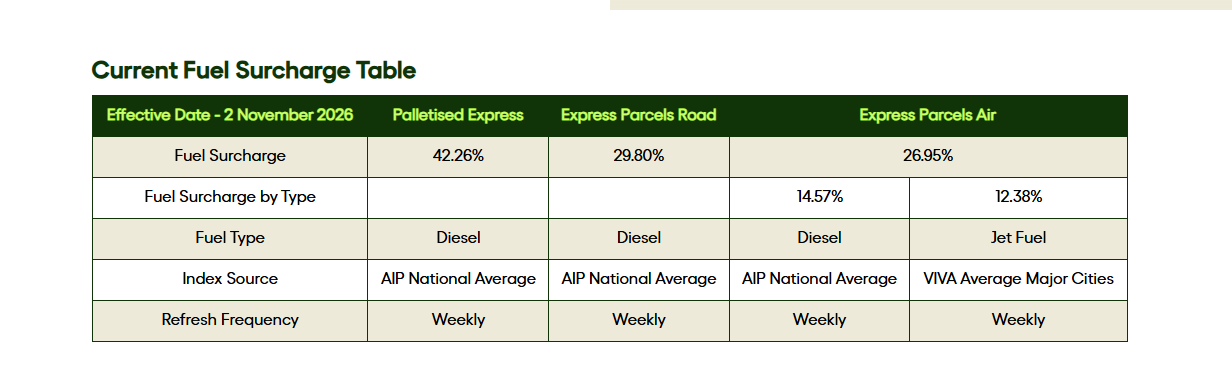 Current Fuel Surcharge Table
Effective Date - 2 November 2026 Palletised Express Express Parcels Road Express Parcels Air
Fuel Surcharge 42.26% 29.80% 26.95%
Fuel Surcharge by Type 14.57% 12.38%
Fuel Type Diesel Diesel Diesel Jet Fuel
Index Source AIP National Average AIP National Average AIP National Average VIVA Average Major Cities
Refresh Frequency Weekly Weekly Weekly Weekly